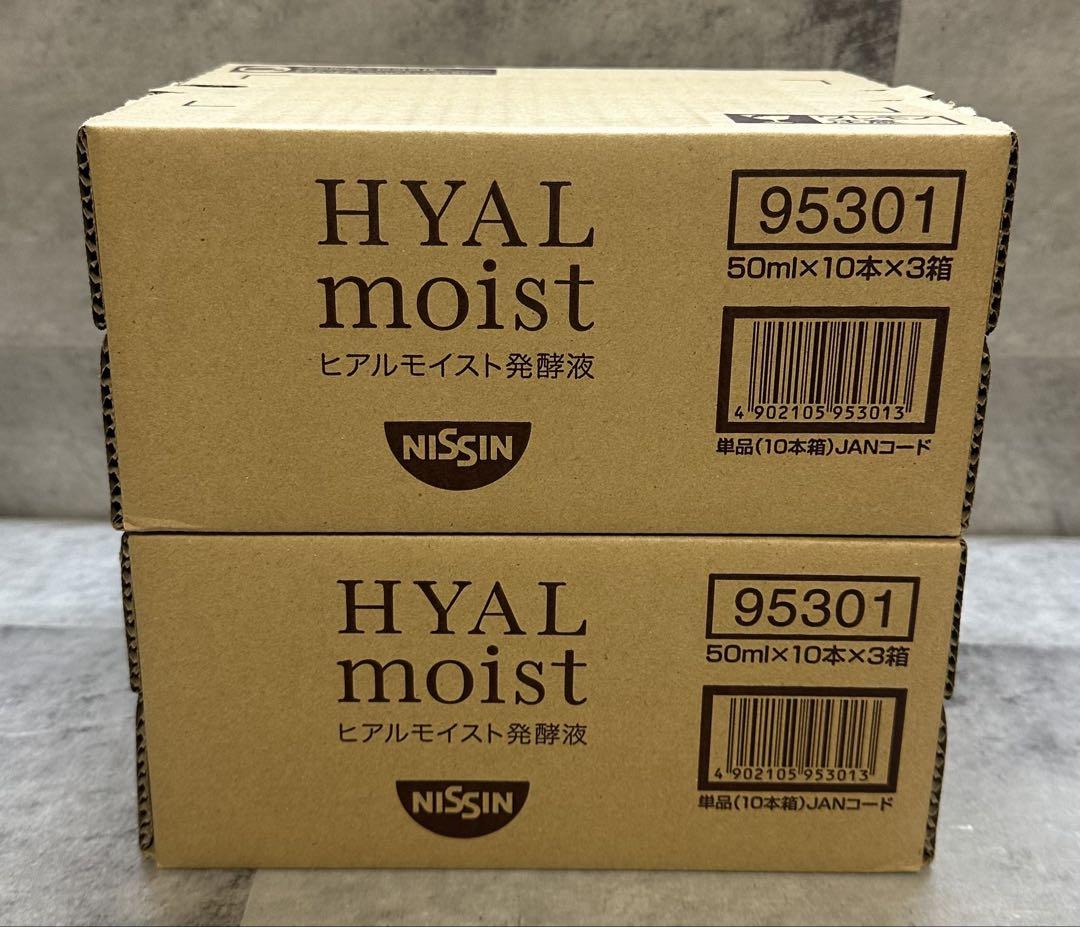 HYAL
moist
ヒアルモイスト発酵液
NISSIN
95301
50ml×10本×3箱
4 902105 953013
単品(10本箱)JANコード
HYAL
moist
ヒアルモイスト発酵液
NISSIN
95301
50ml×10本×3箱
4 902105 953013
単品(10本箱)JANコード